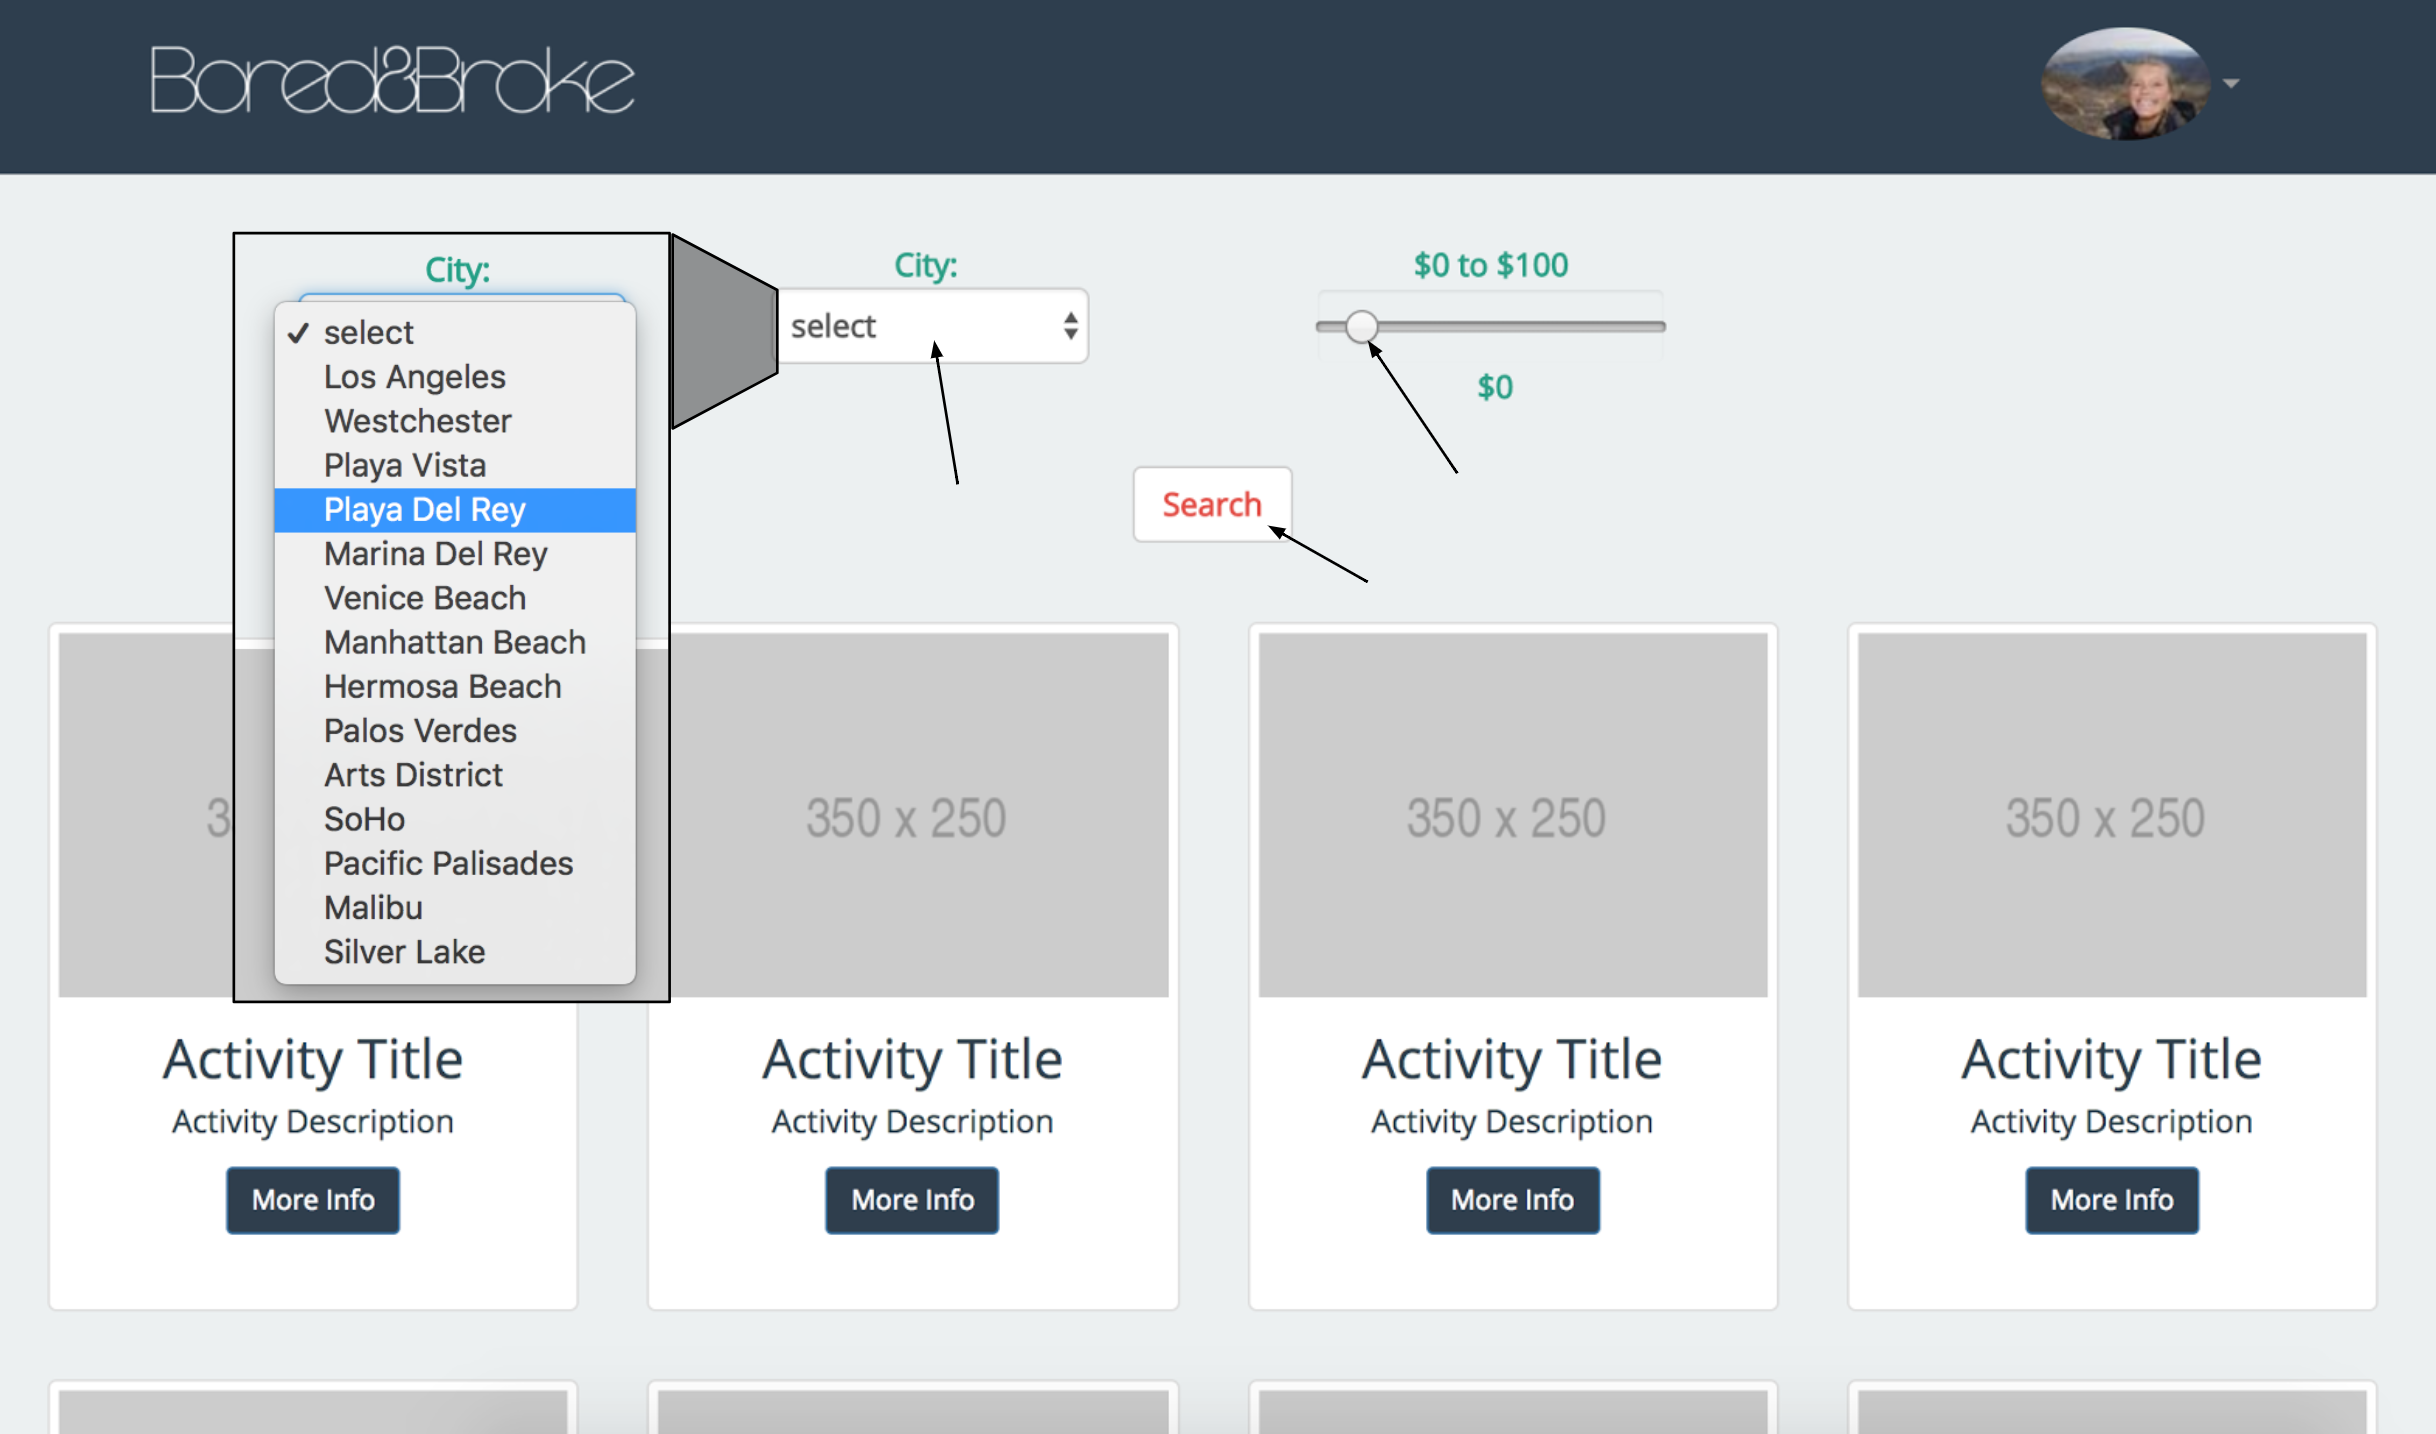 Bored&Broke
City:
select
Los Angeles
Westchester
Playa Vista
Playa Del Rey
Marina Del Rey
Venice Beach
Manhattan Beach
Hermosa Beach
Palos Verdes
Arts District
SoHo
Pacific Palisades
Malibu
Silver Lake
City:
select
$0 to $100
$0
Search
3
350 x 250
350 x 250
350 x 250
Activity Title
Activity Description
More Info
Activity Title
Activity Description
More Info
Activity Title
Activity Description
More Info
Activity Title
Activity Description
More Info